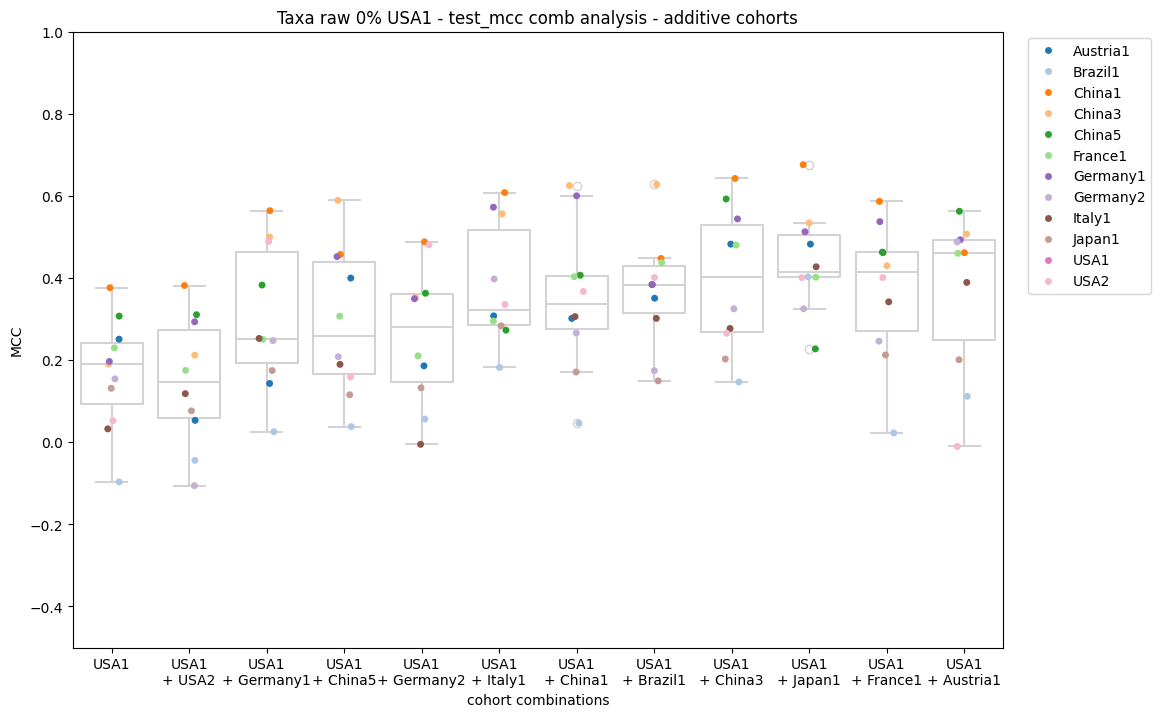 Taxa raw 0% USA1 - test_mcc comb analysis - additive cohorts
MCC
1.0
0.8
0.6
0.4
0.2
0.0
−0.2
−0.4
USA1
USA1
+ USA2
USA1
+ Germany1
USA1
+ China5
USA1
+ Germany2
USA1
+ Italy1
USA1
+ China1
USA1
+ Brazil1
USA1
+ China3
USA1
+ Japan1
USA1
+ France1
USA1
+ Austria1
cohort combinations
Austria1
Brazil1
China1
China3
China5
France1
Germany1
Germany2
Italy1
Japan1
USA1
USA2